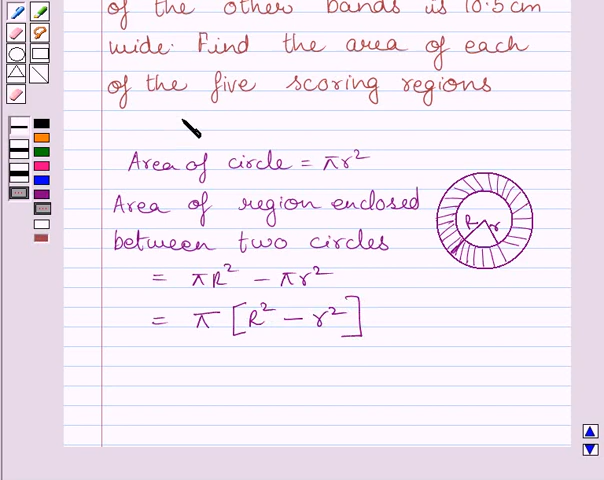 of the other bands is 10.5 cm
wide. Find the area of each
of the five scoring regions
Area of circle = πr²
Area of region enclosed
between two circles
= πR² - πr²
= π [R² - r²]
R r